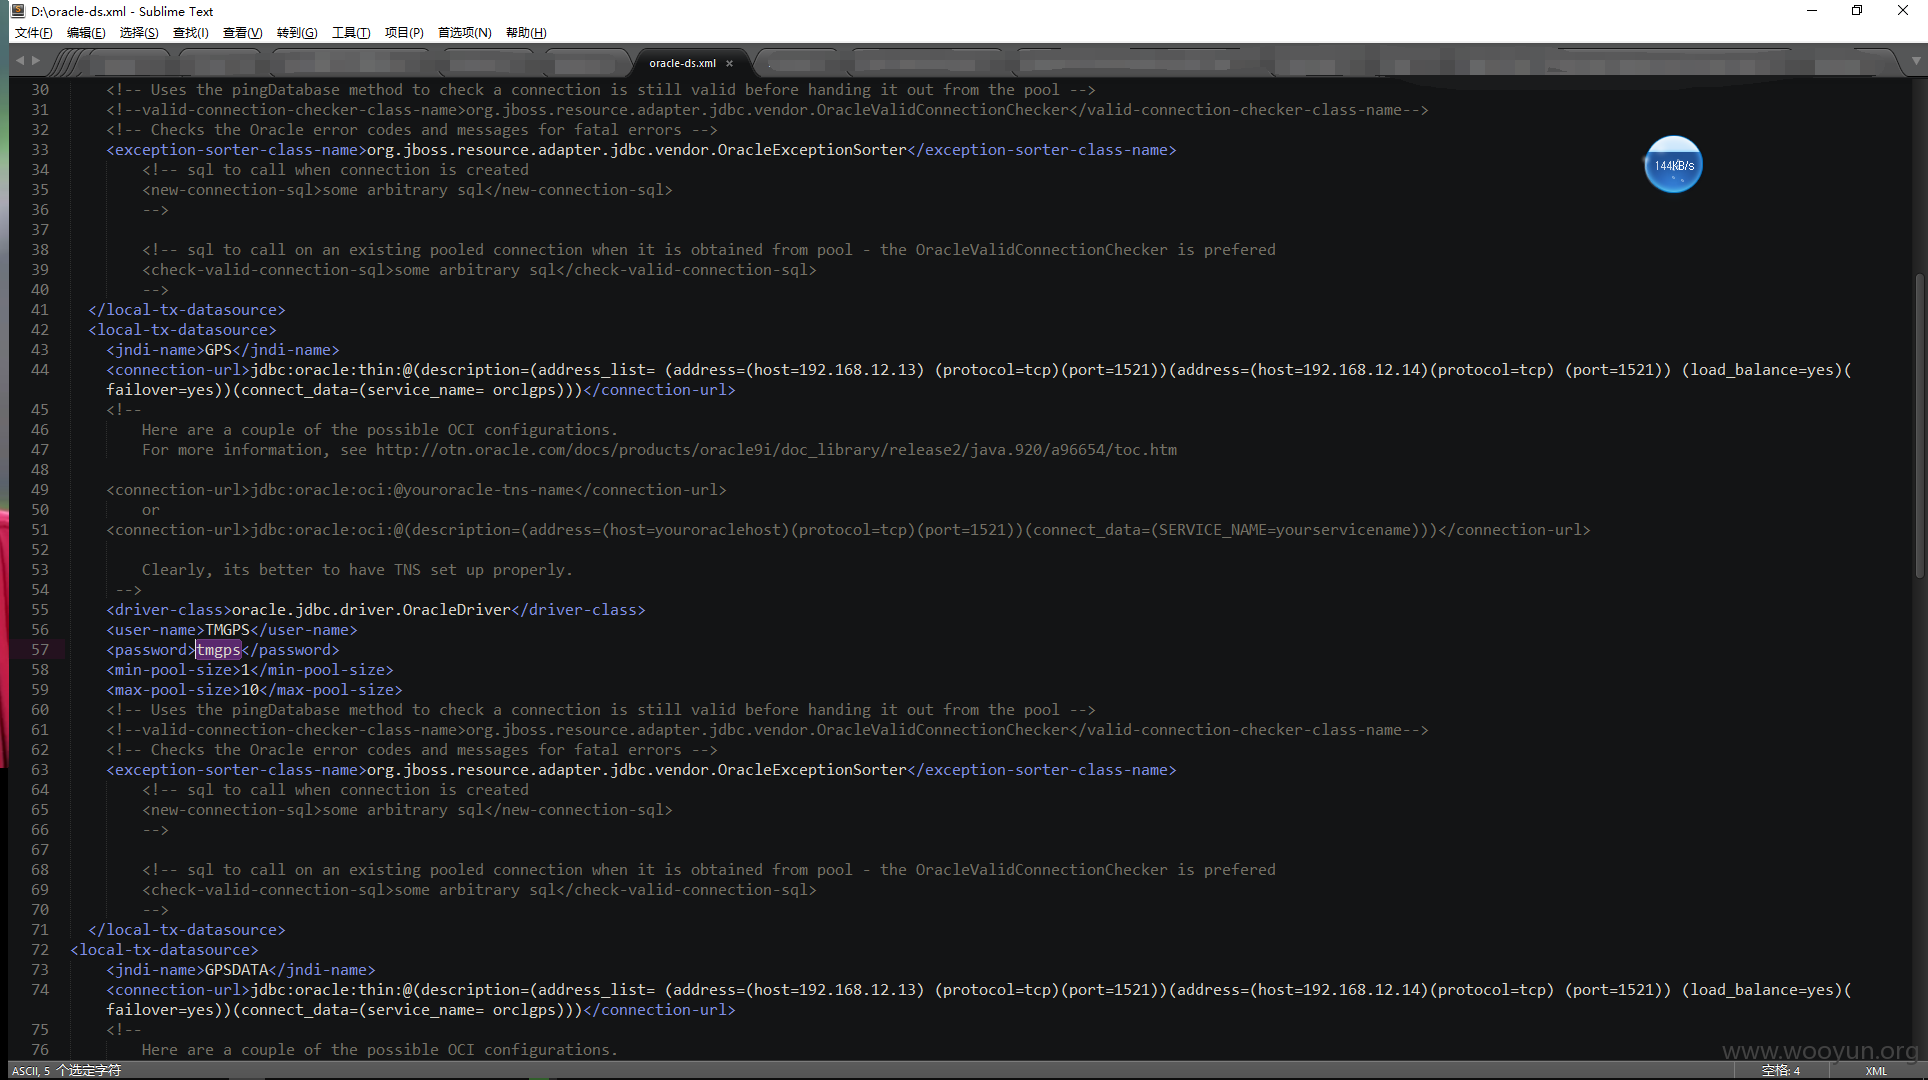 D:\oracle-ds.xml - Sublime Text
文件(F) 编辑(E) 选择(S) 查找(I) 查看(V) 转到(G) 工具(T) 项目(P) 首选项(N) 帮助(H)
oracle-ds.xml ×
30 <!-- Uses the pingDatabase method to check a connection is still valid before handing it out from the pool -->
31 <!--valid-connection-checker-class-name>org.jboss.resource.adapter.jdbc.vendor.OracleValidConnectionChecker</valid-connection-checker-class-name-->
32 <!-- Checks the Oracle error codes and messages for fatal errors -->
33 <exception-sorter-class-name>org.jboss.resource.adapter.jdbc.vendor.OracleExceptionSorter</exception-sorter-class-name>
34 <!-- sql to call when connection is created
35 <new-connection-sql>some arbitrary sql</new-connection-sql>
36 -->
37
38 <!-- sql to call on an existing pooled connection when it is obtained from pool - the OracleValidConnectionChecker is prefered
39 <check-valid-connection-sql>some arbitrary sql</check-valid-connection-sql>
40 -->
41 </local-tx-datasource>
42 <local-tx-datasource>
43 <jndi-name>GPS</jndi-name>
44 <connection-url>jdbc:oracle:thin:@(description=(address_list= (address=(host=192.168.12.13) (protocol=tcp)(port=1521))(address=(host=192.168.12.14)(protocol=tcp) (port=1521)) (load_balance=yes)(
failover=yes))(connect_data=(service_name= orclgps)))</connection-url>
45 <!--
46 Here are a couple of the possible OCI configurations.
47 For more information, see http://otn.oracle.com/docs/products/oracle9i/doc_library/release2/java.920/a96654/toc.htm
48
49 <connection-url>jdbc:oracle:oci:@youroracle-tns-name</connection-url>
50 or
51 <connection-url>jdbc:oracle:oci:@(description=(address=(host=youroraclehost)(protocol=tcp)(port=1521))(connect_data=(SERVICE_NAME=yourservicename)))</connection-url>
52
53 Clearly, its better to have TNS set up properly.
54 -->
55 <driver-class>oracle.jdbc.driver.OracleDriver</driver-class>
56 <user-name>TMGPS</user-name>
57 <password>tmgps</password>
58 <min-pool-size>1</min-pool-size>
59 <max-pool-size>10</max-pool-size>
60 <!-- Uses the pingDatabase method to check a connection is still valid before handing it out from the pool -->
61 <!--valid-connection-checker-class-name>org.jboss.resource.adapter.jdbc.vendor.OracleValidConnectionChecker</valid-connection-checker-class-name-->
62 <!-- Checks the Oracle error codes and messages for fatal errors -->
63 <exception-sorter-class-name>org.jboss.resource.adapter.jdbc.vendor.OracleExceptionSorter</exception-sorter-class-name>
64 <!-- sql to call when connection is created
65 <new-connection-sql>some arbitrary sql</new-connection-sql>
66 -->
67
68 <!-- sql to call on an existing pooled connection when it is obtained from pool - the OracleValidConnectionChecker is prefered
69 <check-valid-connection-sql>some arbitrary sql</check-valid-connection-sql>
70 -->
71 </local-tx-datasource>
72 <local-tx-datasource>
73 <jndi-name>GPSDATA</jndi-name>
74 <connection-url>jdbc:oracle:thin:@(description=(address_list= (address=(host=192.168.12.13) (protocol=tcp)(port=1521))(address=(host=192.168.12.14)(protocol=tcp) (port=1521)) (load_balance=yes)(
failover=yes))(connect_data=(service_name= orclgps)))</connection-url>
75 <!--
76 Here are a couple of the possible OCI configurations.
144KB/s
www.wooyun.org
ASCII, 5 个选定字符 空格: 4 XML